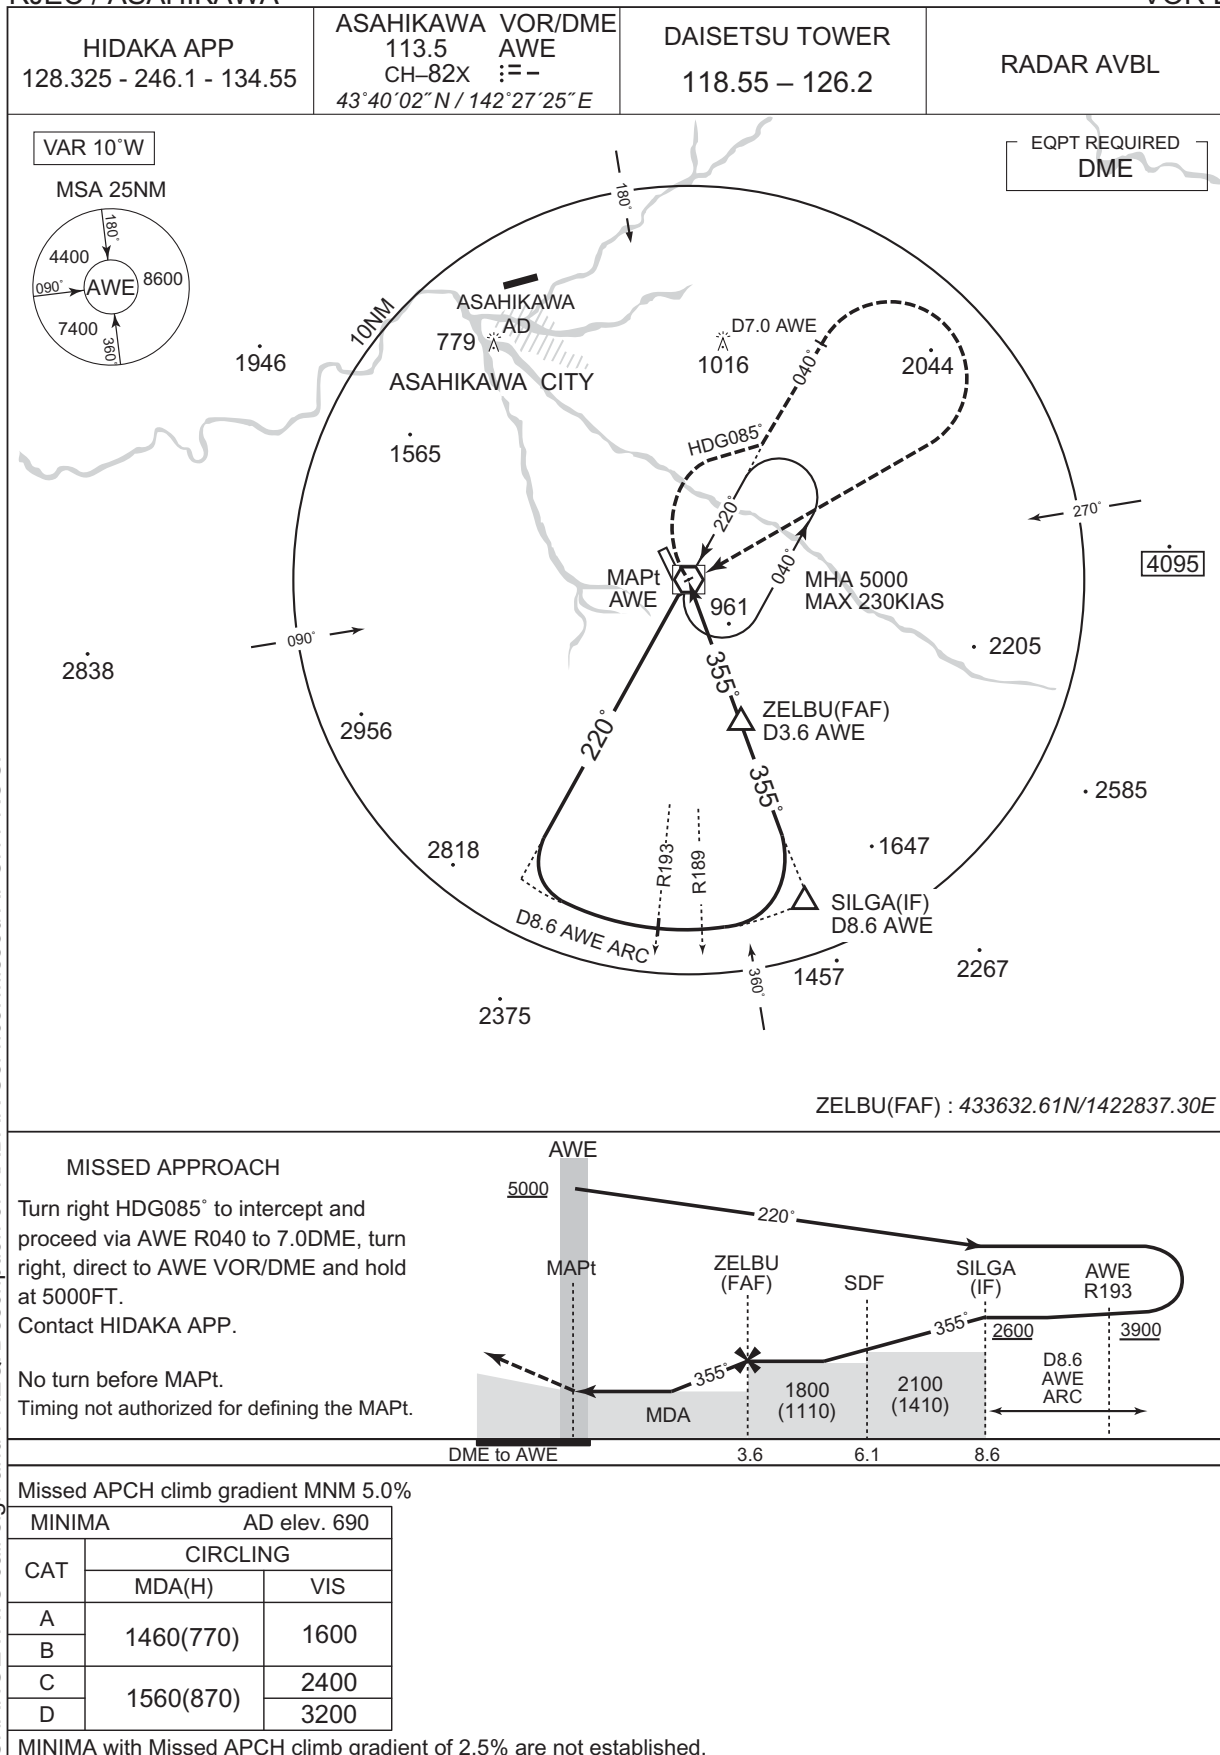 HIDAKA APP
128.325 - 246.1 - 134.55
ASAHIKAWA VOR/DME
113.5 AWE
CH–82X
43˚40´02˝N / 142˚27´25˝E
DAISETSU TOWER
118.55 – 126.2
RADAR AVBL
VAR 10˚W
EQPT REQUIRED
DME
MSA 25NM
180˚
4400
8600
090˚
AWE
7400
360˚
180˚
10NM
ASAHIKAWA
AD
779
ASAHIKAWA CITY
1946
1565
D7.0 AWE
1016
040˚
2044
HDG085˚
220˚
040˚
270˚
4095
MAPt
AWE
961
MHA 5000
MAX 230KIAS
090˚
2838
2205
355˚
ZELBU(FAF)
D3.6 AWE
2956
220˚
355˚
2585
2818
R193
R189
1647
SILGA(IF)
D8.6 AWE
D8.6 AWE ARC
360˚
1457
2267
2375
ZELBU(FAF) : 433632.61N/1422837.30E
MISSED APPROACH
Turn right HDG085˚ to intercept and
proceed via AWE R040 to 7.0DME, turn
right, direct to AWE VOR/DME and hold
at 5000FT.
Contact HIDAKA APP.
No turn before MAPt.
Timing not authorized for defining the MAPt.
AWE
5000
220˚
MAPt
ZELBU
(FAF)
SDF
SILGA
(IF)
AWE
R193
355˚
2600
3900
355˚
D8.6
AWE
ARC
MDA
1800
(1110)
2100
(1410)
DME to AWE
3.6
6.1
8.6
Missed APCH climb gradient MNM 5.0%
MINIMA AD elev. 690
CAT
CIRCLING
MDA(H)
VIS
A
B
1460(770)
1600
C
D
1560(870)
2400
3200
MINIMA with Missed APCH climb gradient of 2.5% are not established.